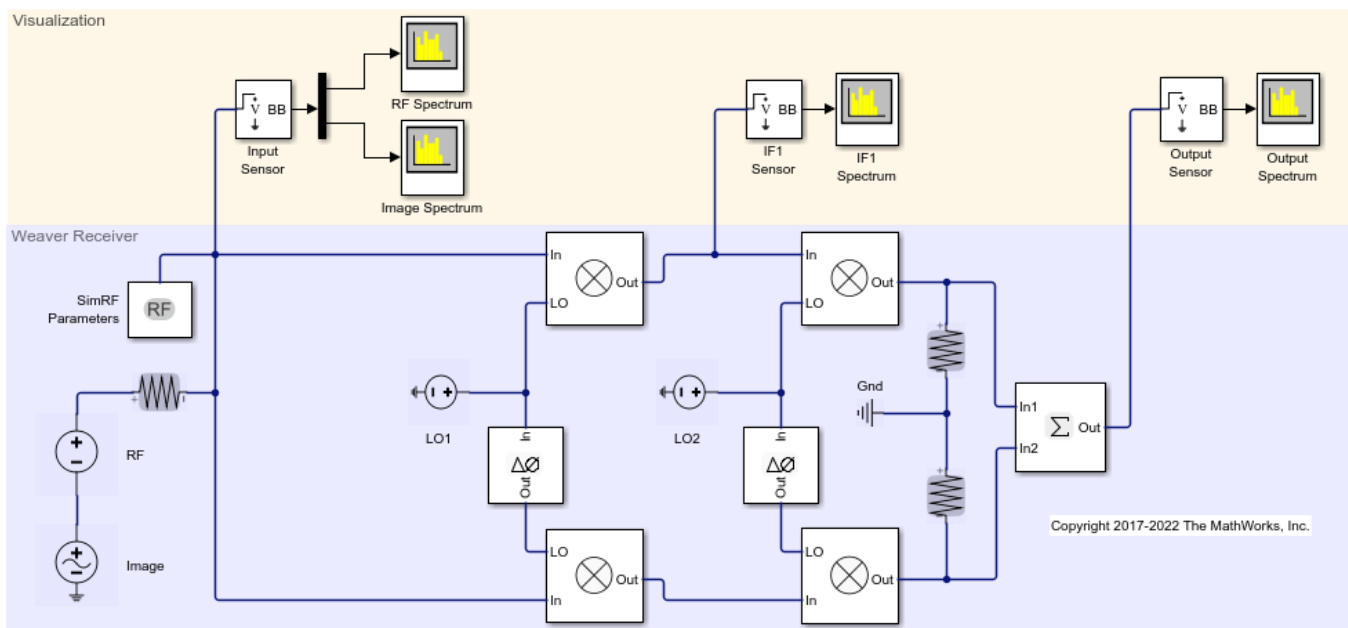 Visualization
RF Spectrum
V BB
Input
Sensor
Image Spectrum
V BB
IF1
Sensor
IF1
Spectrum
V BB
Output
Sensor
Output
Spectrum
Weaver Receiver
SimRF
Parameters
RF
In
LO
Out
In
LO
Out
LO1
LO2
Gnd
In1
In2
Σ
Out
RF
In
ΔØ
Out
In
ΔØ
Out
Copyright 2017-2022 The MathWorks, Inc.
Image
LO
In
Out
LO
In
Out